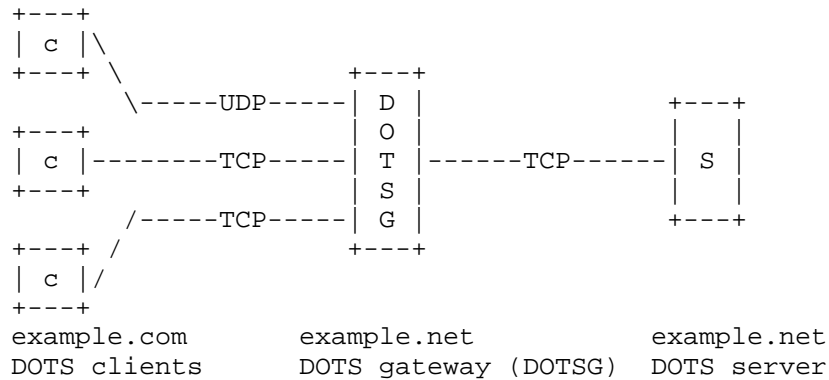 +---+
| c |\
+---+ \              +---+
       \-----UDP-----| D |               +---+
+---+                | O |               |   |
| c |--------TCP-----| T |------TCP------| S |
+---+                | S |               |   |
       /-----TCP-----| G |               +---+
+---+ /              +---+
| c |/
+---+
example.com       example.net            example.net
DOTS clients      DOTS gateway (DOTSG)   DOTS server